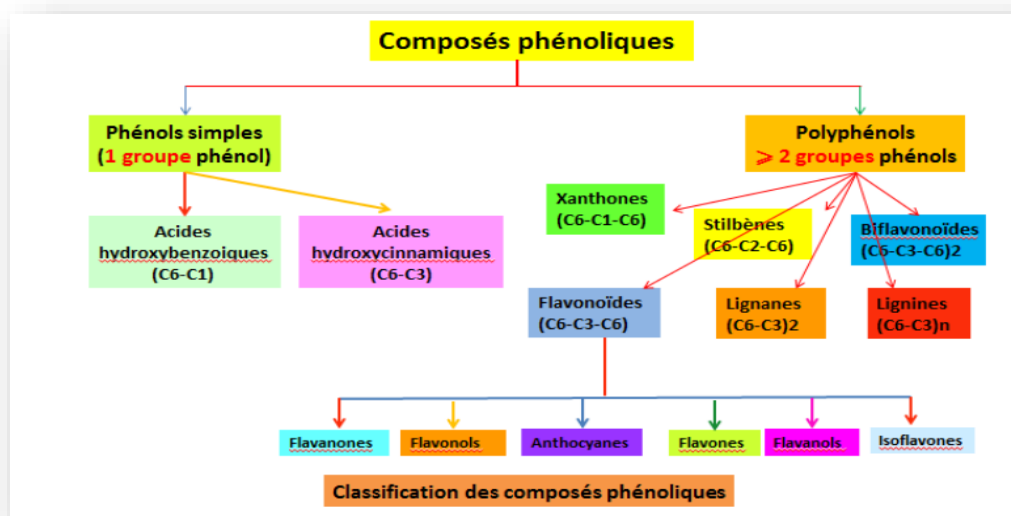 Composés phénoliques
Phénols simples
(1 groupe phénol)
Polyphénols
⩾ 2 groupes phénols
Acides
hydroxybenzoiques
(C6-C1)
Acides
hydroxycinnamiques
(C6-C3)
Xanthones
(C6-C1-C6)
Stilbènes
(C6-C2-C6)
Biflavonoïdes
(C6-C3-C6)2
Flavonoïdes
(C6-C3-C6)
Lignanes
(C6-C3)2
Lignines
(C6-C3)n
Flavanones
Flavonols
Anthocyanes
Flavones
Flavanols
Isoflavones
Classification des composés phénoliques